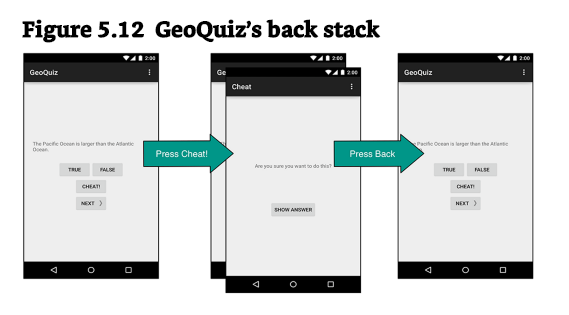 Figure 5.12 GeoQuiz's back stack
2:00
GeoQuiz
The Pacific Ocean is larger than the Atlantic
Ocean.
TRUE FALSE
CHEAT!
NEXT
Press Cheat!
2:00
Ge
2:00
Cheat
Are you sure you want to do this?
SHOW ANSWER
Press Back
2:00
GeoQuiz
Pacific Ocean is larger than the Atlantic
Ocean.
TRUE FALSE
CHEAT!
NEXT